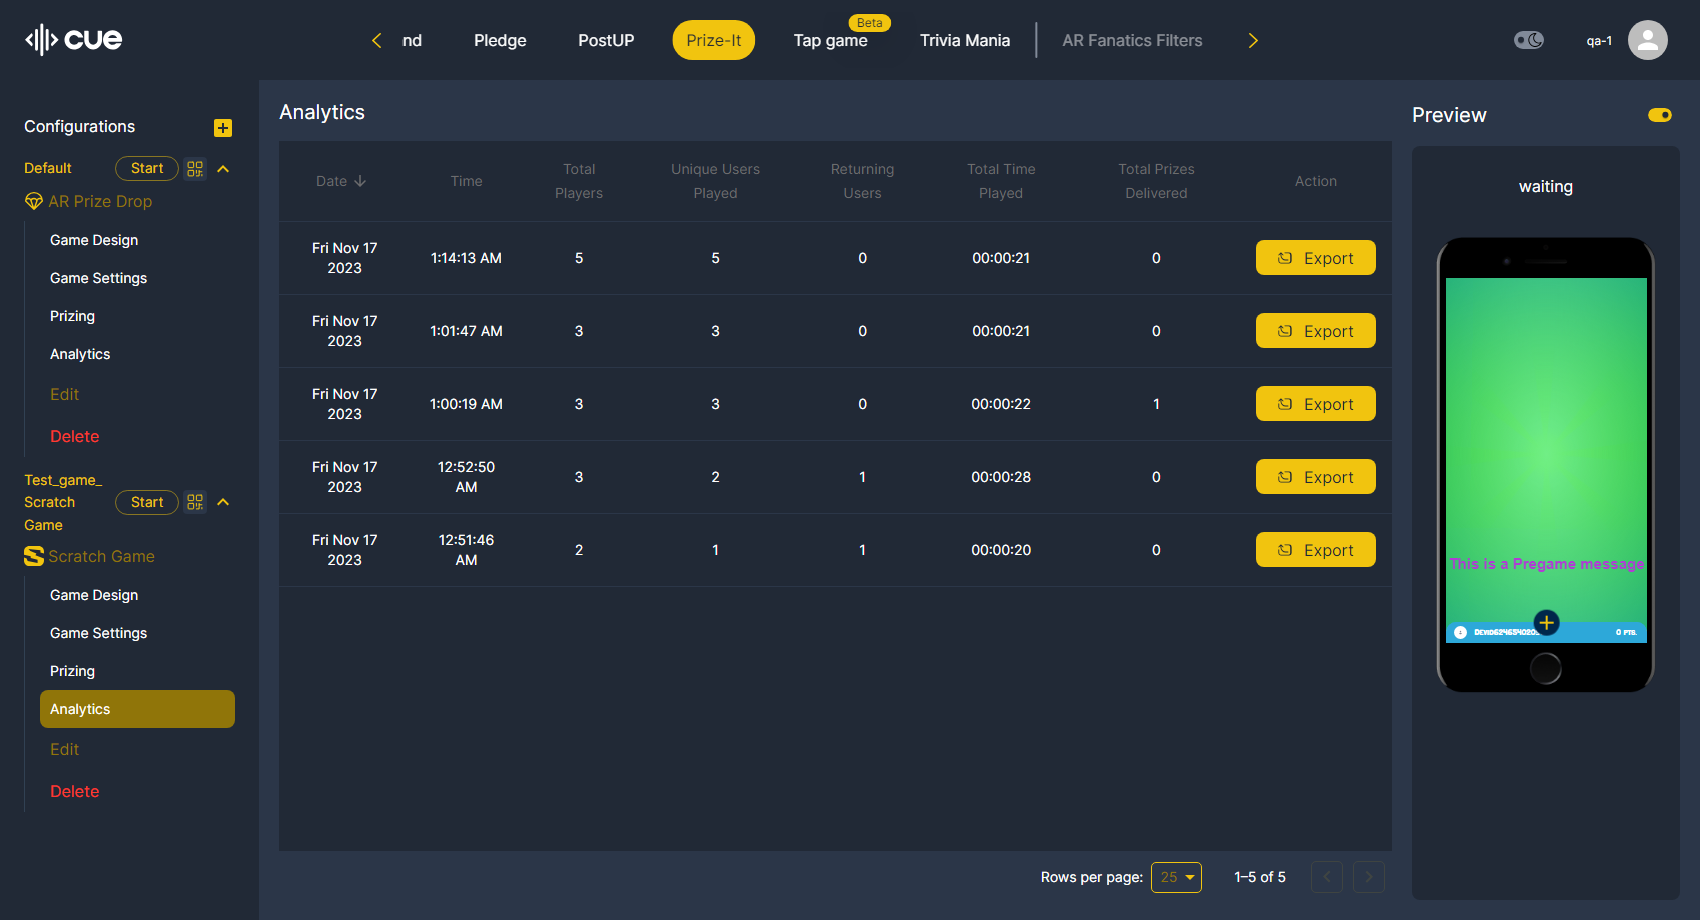 cue
nd
Pledge
PostUP
Prize-It
Beta
Tap game
Trivia Mania
AR Fanatics Filters
qa-1
Configurations
Default
Start
AR Prize Drop
Game Design
Game Settings
Prizing
Analytics
Edit
Delete
Test_game_
Scratch
Game
Start
Scratch Game
Game Design
Game Settings
Prizing
Analytics
Edit
Delete
Analytics
Date Time Total Players Unique Users Played Returning Users Total Time Played Total Prizes Delivered Action
Fri Nov 17 2023 1:14:13 AM 5 5 0 00:00:21 0 Export
Fri Nov 17 2023 1:01:47 AM 3 3 0 00:00:21 0 Export
Fri Nov 17 2023 1:00:19 AM 3 3 0 00:00:22 1 Export
Fri Nov 17 2023 12:52:50 AM 3 2 1 00:00:28 0 Export
Fri Nov 17 2023 12:51:46 AM 2 1 1 00:00:20 0 Export
Rows per page: 25 1–5 of 5
Preview
waiting
This is a Pregame message
0 PTS.